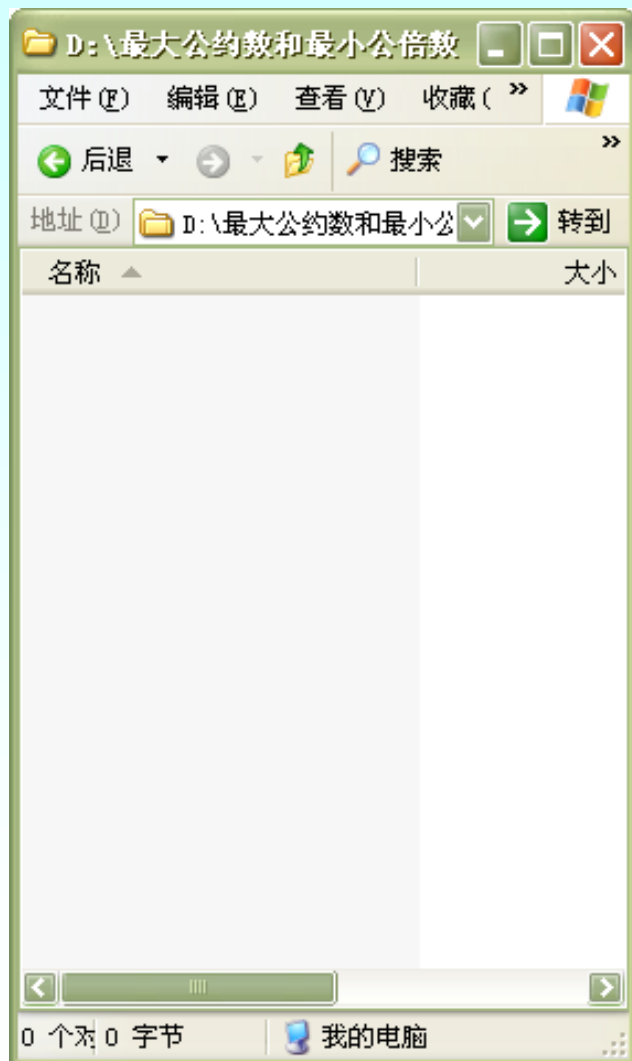 D:\最大公约数和最小公倍数
文件(F) 编辑(E) 查看(V) 收藏( »
后退 搜索 »
地址(D) D:\最大公约数和最小公 转到
名称 大小
0 个对 0 字节 我的电脑